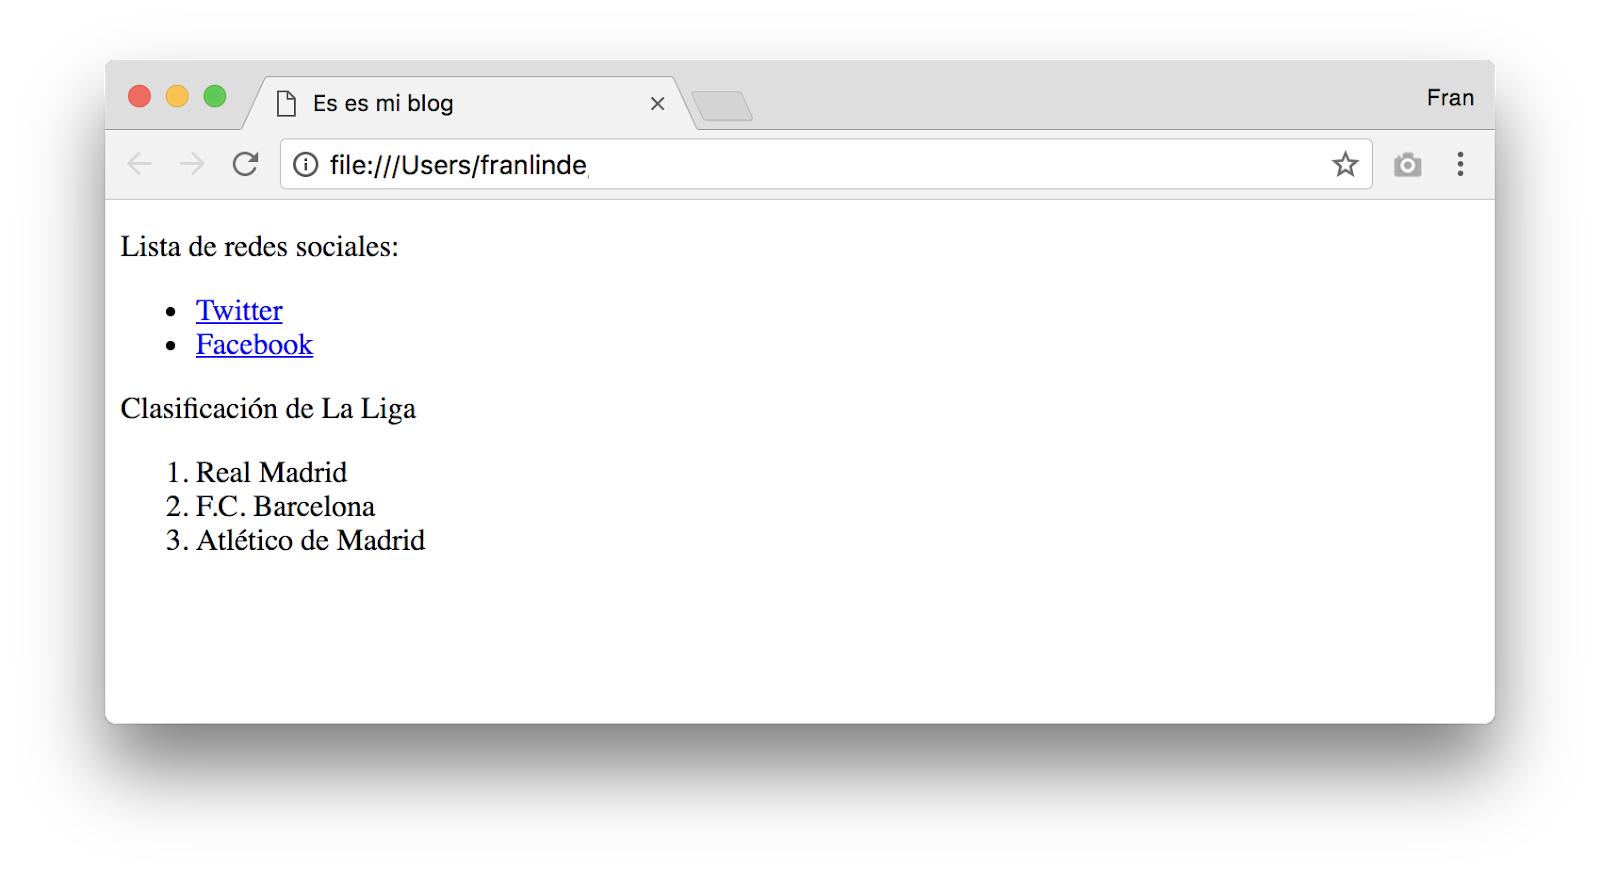 Es es mi blog
Fran
file:///Users/franlinde
Lista de redes sociales:
• Twitter
• Facebook
Clasificación de La Liga
1. Real Madrid
2. F.C. Barcelona
3. Atlético de Madrid